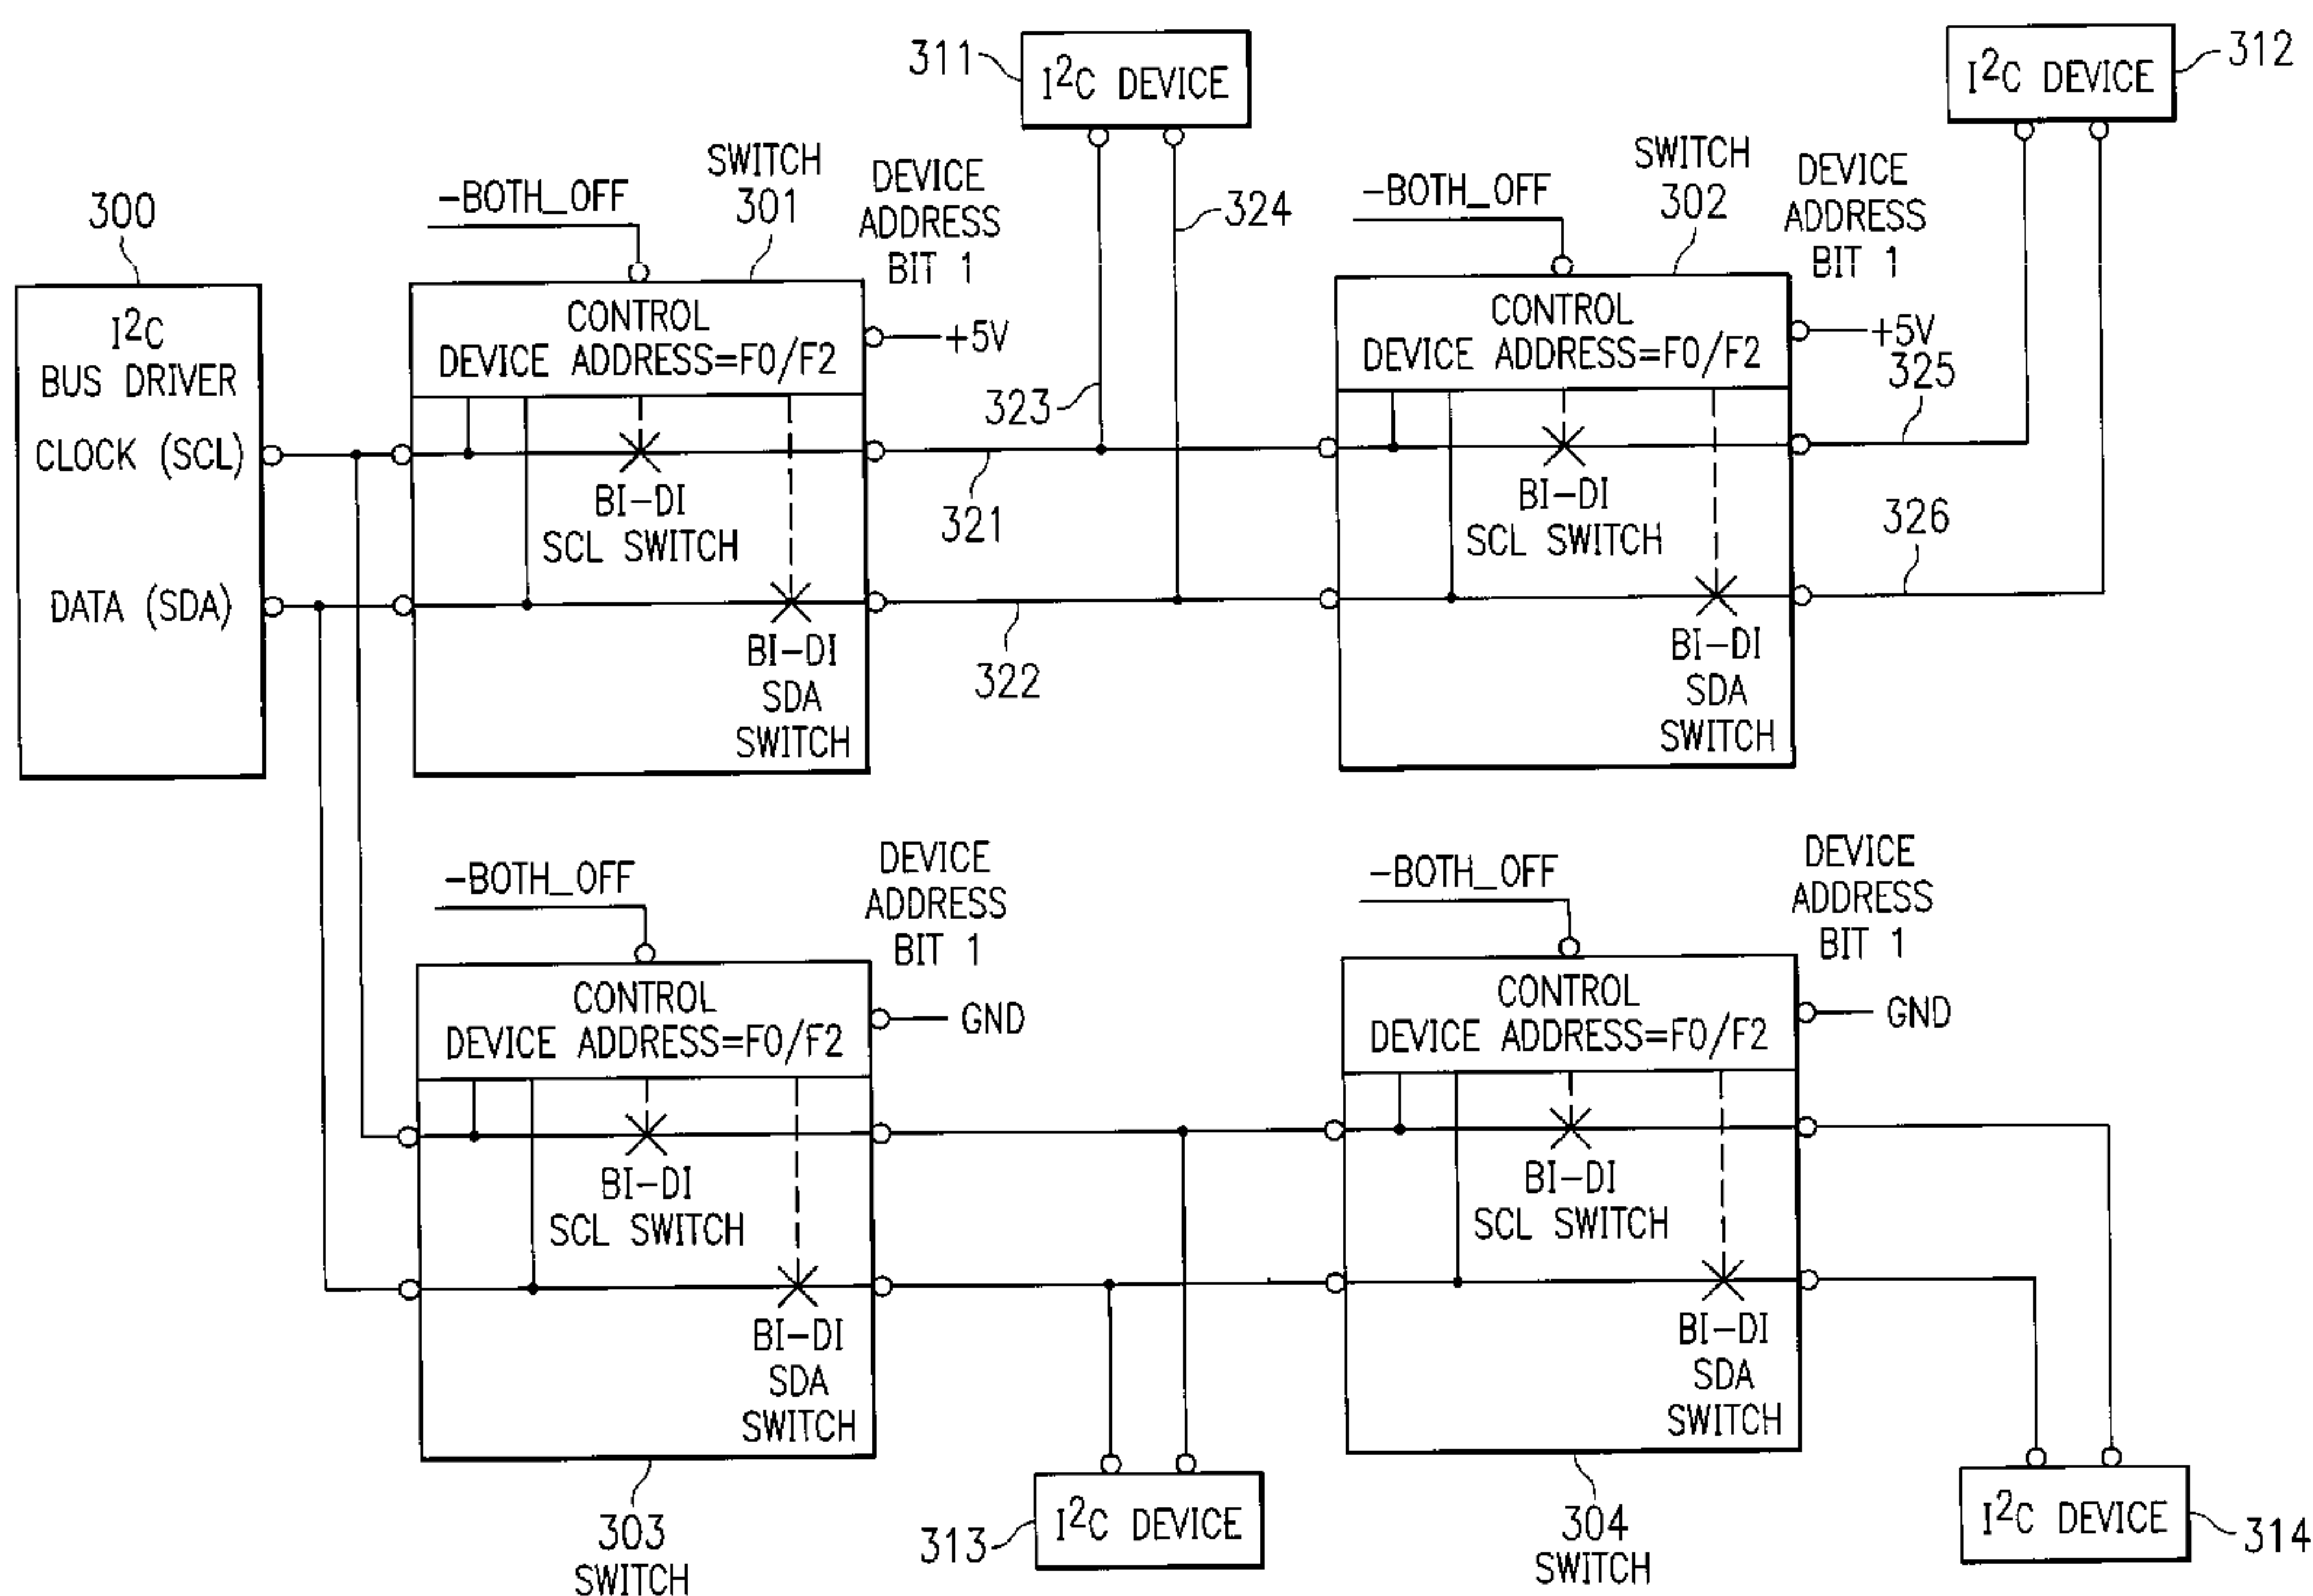 311
I²C DEVICE
I²C DEVICE
312
SWITCH
301
-BOTH_OFF
DEVICE
ADDRESS
BIT 1
324
SWITCH
302
-BOTH_OFF
DEVICE
ADDRESS
BIT 1
300
I²C
BUS DRIVER
CLOCK (SCL)
DATA (SDA)
CONTROL
DEVICE ADDRESS=F0/F2
+5V
BI-DI
SCL SWITCH
BI-DI
SDA
SWITCH
323
321
322
CONTROL
DEVICE ADDRESS=F0/F2
+5V
325
BI-DI
SCL SWITCH
326
BI-DI
SDA
SWITCH
-BOTH_OFF
DEVICE
ADDRESS
BIT 1
CONTROL
DEVICE ADDRESS=F0/F2
GND
BI-DI
SCL SWITCH
BI-DI
SDA
SWITCH
303
SWITCH
313
I²C DEVICE
-BOTH_OFF
DEVICE
ADDRESS
BIT 1
CONTROL
DEVICE ADDRESS=F0/F2
GND
BI-DI
SCL SWITCH
BI-DI
SDA
SWITCH
304
SWITCH
I²C DEVICE
314